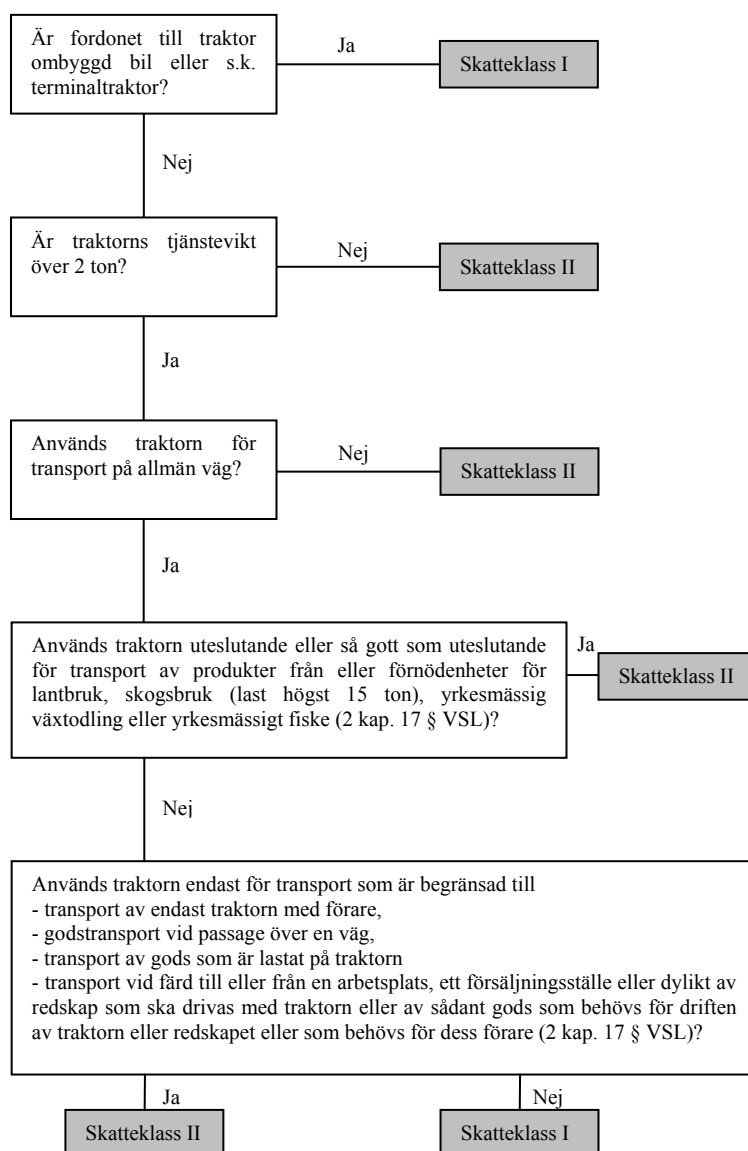 Är fordonet till traktor
ombyggd bil eller s.k.
terminaltraktor?
Ja
Skatteklass I
Nej
Är traktorns tjänstevikt
över 2 ton?
Nej
Skatteklass II
Ja
Används traktorn för
transport på allmän väg?
Nej
Skatteklass II
Ja
Används traktorn uteslutande eller så gott som uteslutande
för transport av produkter från eller förnödenheter för
lantbruk, skogsbruk (last högst 15 ton), yrkesmässig
växtodling eller yrkesmässigt fiske (2 kap. 17 § VSL)?
Ja
Skatteklass II
Nej
Används traktorn endast för transport som är begränsad till
- transport av endast traktorn med förare,
- godstransport vid passage över en väg,
- transport av gods som är lastat på traktorn
- transport vid färd till eller från en arbetsplats, ett försäljningsställe eller dylikt av
redskap som ska drivas med traktorn eller av sådant gods som behövs för driften
av traktorn eller redskapet eller som behövs för dess förare (2 kap. 17 § VSL)?
Ja
Skatteklass II
Nej
Skatteklass I